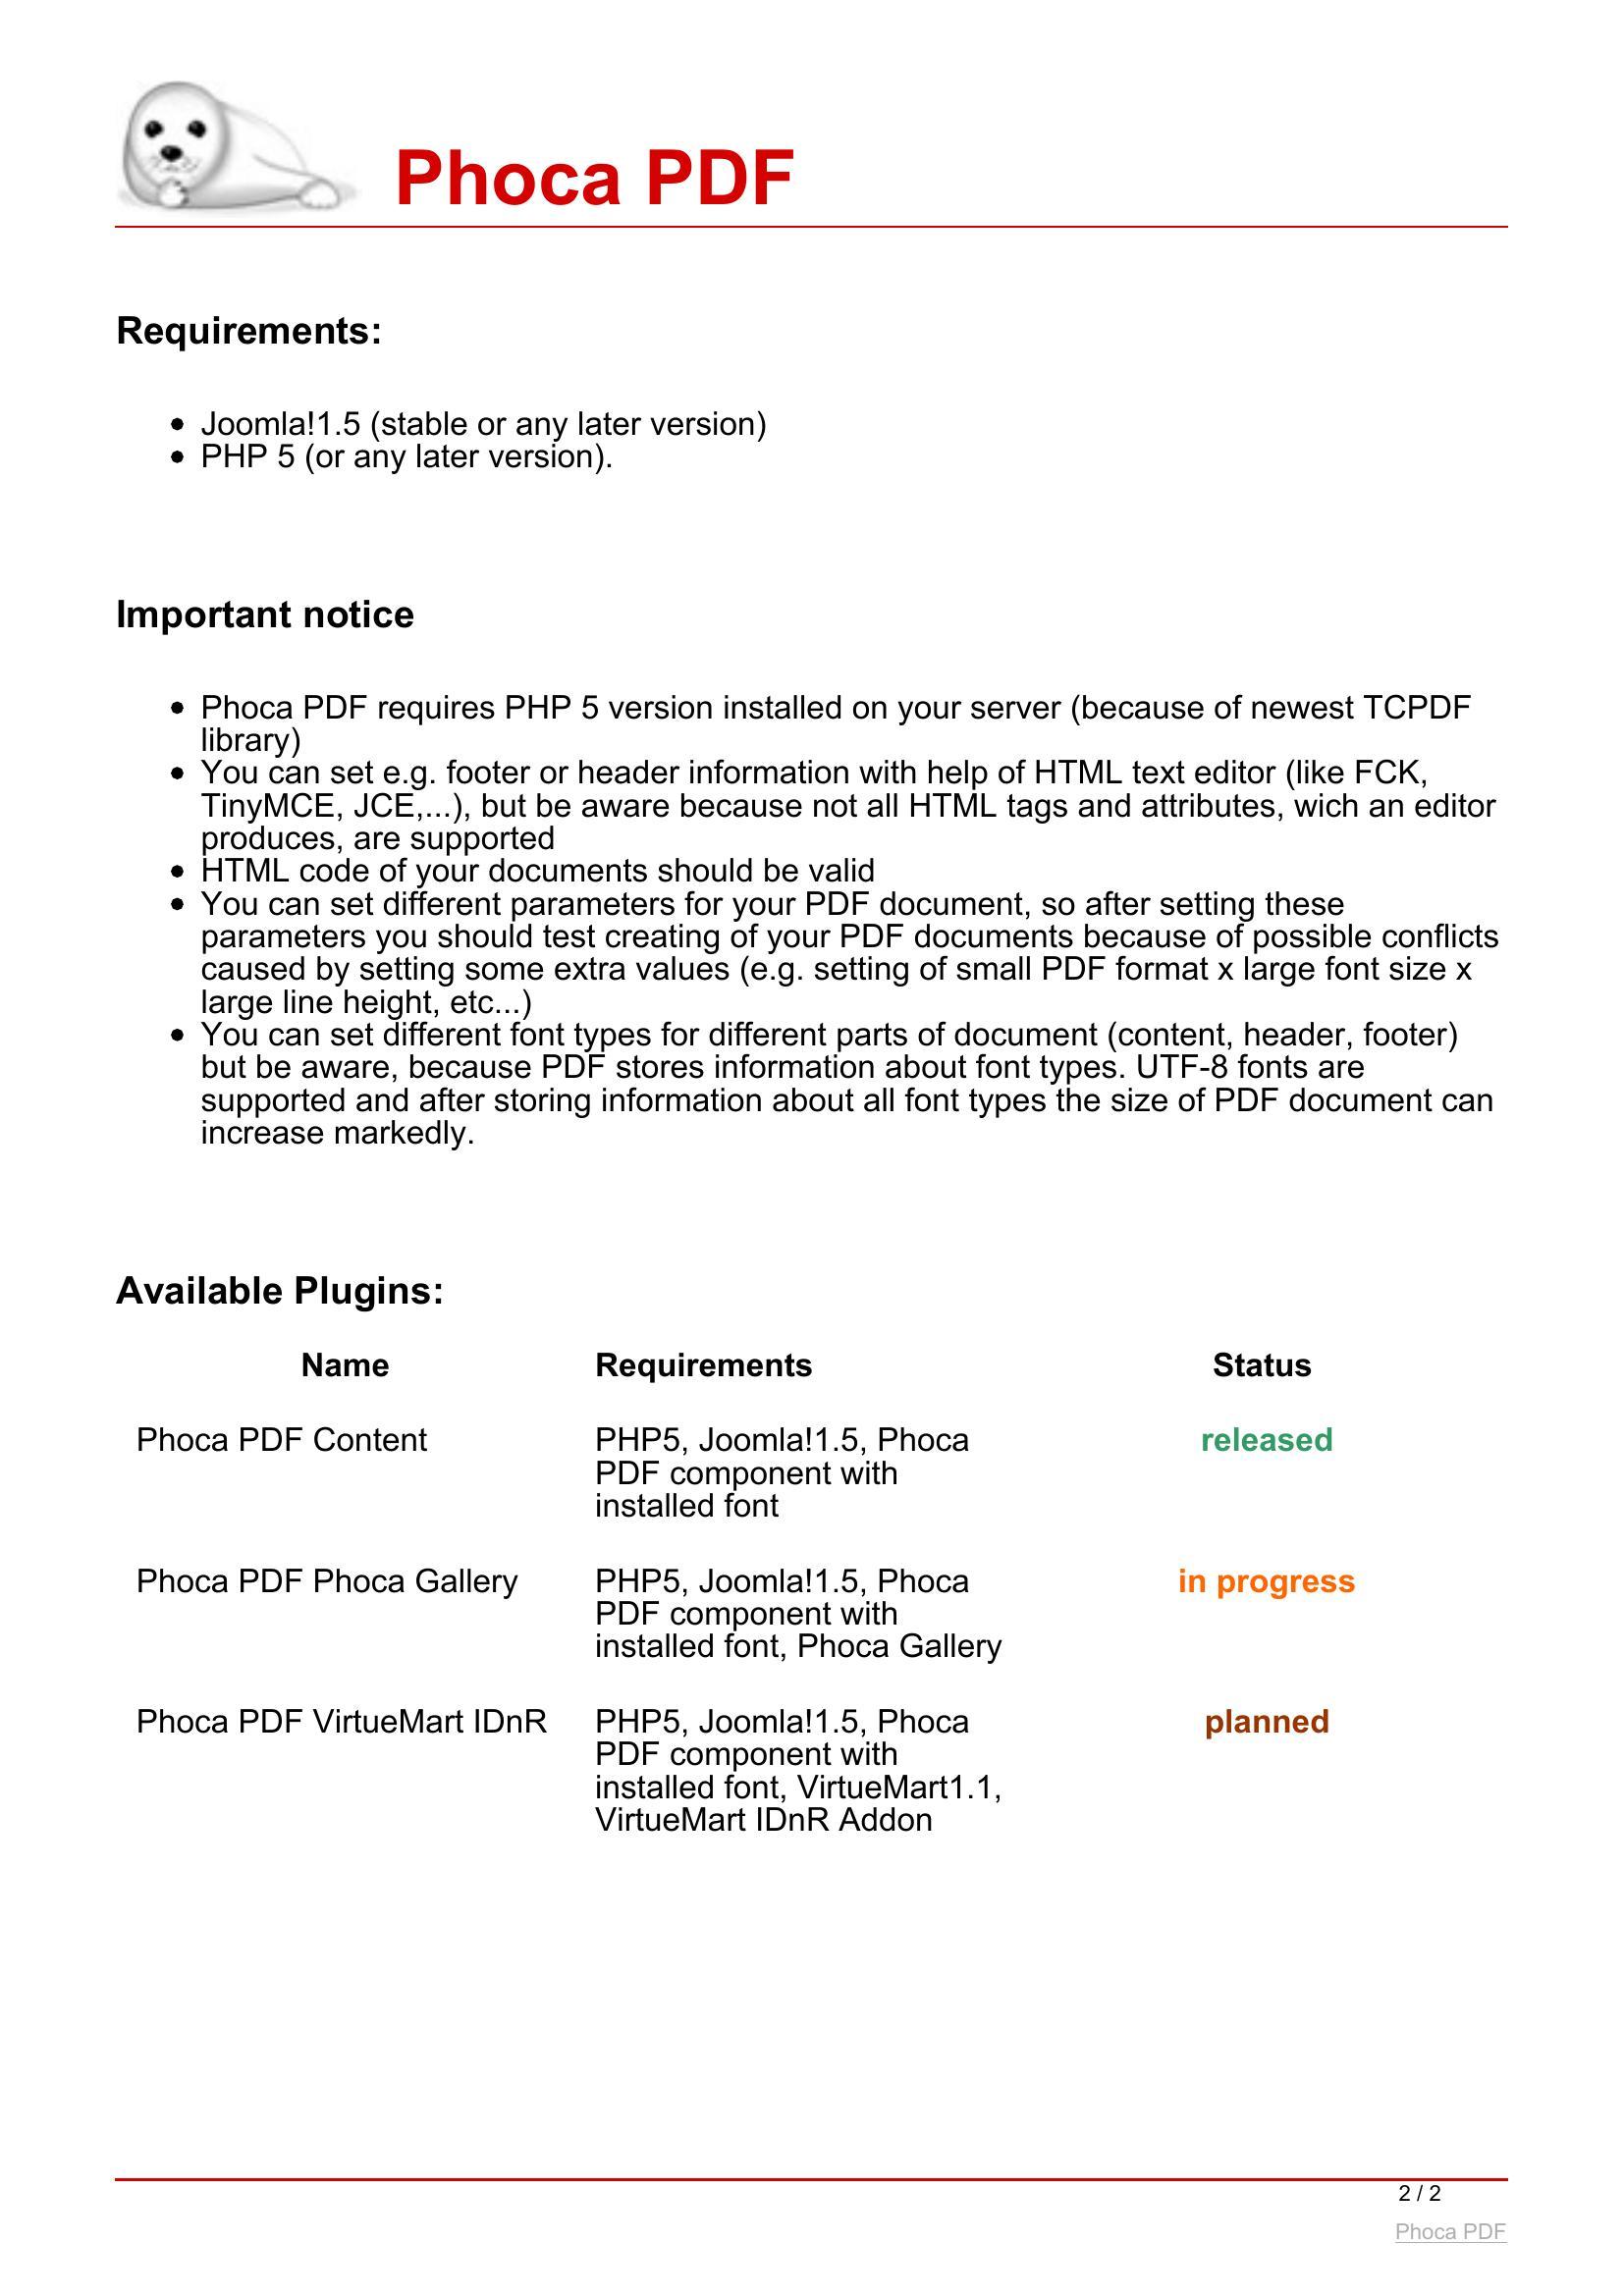 Phoca PDF
Requirements:
• Joomla!1.5 (stable or any later version)
• PHP 5 (or any later version).
Important notice
• Phoca PDF requires PHP 5 version installed on your server (because of newest TCPDF
library)
• You can set e.g. footer or header information with help of HTML text editor (like FCK,
TinyMCE, JCE,...), but be aware because not all HTML tags and attributes, wich an editor
produces, are supported
• HTML code of your documents should be valid
• You can set different parameters for your PDF document, so after setting these
parameters you should test creating of your PDF documents because of possible conflicts
caused by setting some extra values (e.g. setting of small PDF format x large font size x
large line height, etc...)
• You can set different font types for different parts of document (content, header, footer)
but be aware, because PDF stores information about font types. UTF-8 fonts are
supported and after storing information about all font types the size of PDF document can
increase markedly.
Available Plugins:
Name Requirements Status
Phoca PDF Content PHP5, Joomla!1.5, Phoca released
PDF component with
installed font
Phoca PDF Phoca Gallery PHP5, Joomla!1.5, Phoca in progress
PDF component with
installed font, Phoca Gallery
Phoca PDF VirtueMart IDnR PHP5, Joomla!1.5, Phoca planned
PDF component with
installed font, VirtueMart1.1,
VirtueMart IDnR Addon
2 / 2
Phoca PDF